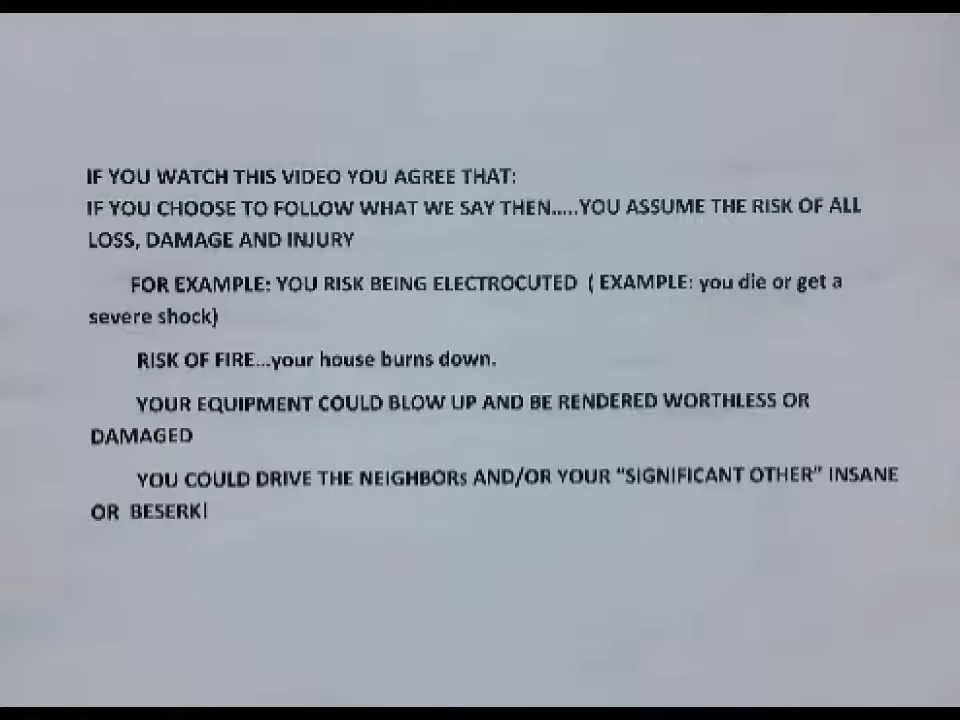 IF YOU WATCH THIS VIDEO YOU AGREE THAT:
IF YOU CHOOSE TO FOLLOW WHAT WE SAY THEN.....YOU ASSUME THE RISK OF ALL
LOSS, DAMAGE AND INJURY
FOR EXAMPLE: YOU RISK BEING ELECTROCUTED ( EXAMPLE: you die or get a
severe shock)
RISK OF FIRE...your house burns down.
YOUR EQUIPMENT COULD BLOW UP AND BE RENDERED WORTHLESS OR
DAMAGED
YOU COULD DRIVE THE NEIGHBORs AND/OR YOUR “SIGNIFICANT OTHER” INSANE
OR BESERK!